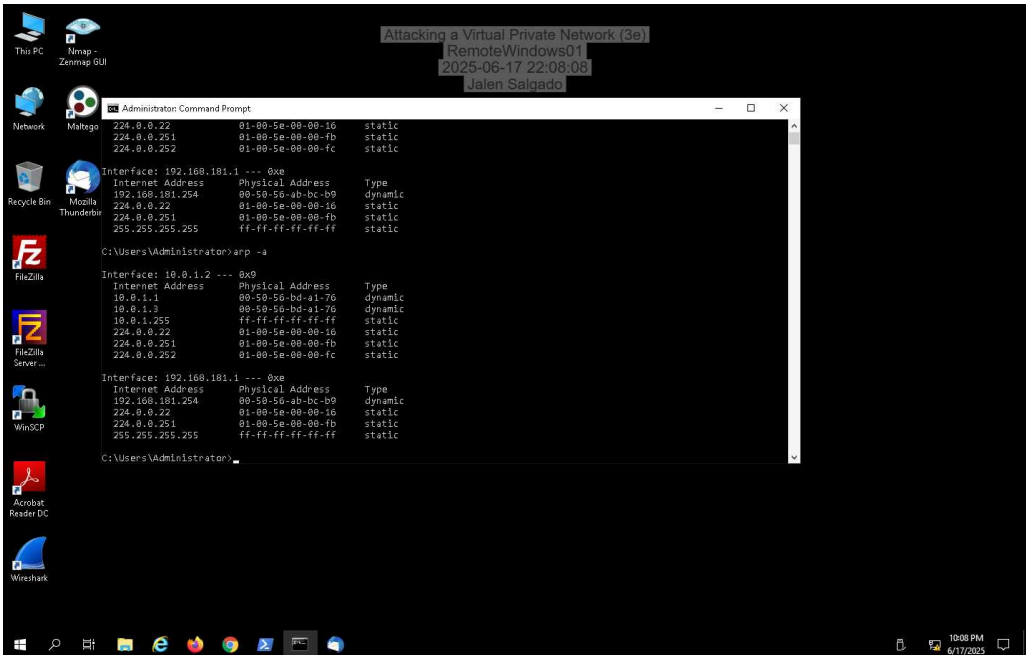 Attacking a Virtual Private Network (3e)
RemoteWindows01
2025-06-17 22:08:08
Jalen Salgado
This PC
Nmap -
Zenmap GUI
Network
Maltego
Recycle Bin
Mozilla
Thunderbir
FileZilla
FileZilla
Server ...
WinSCP
Acrobat
Reader DC
Wireshark
Administrator: Command Prompt
224.0.0.22 01-00-5e-00-00-16 static
224.0.0.251 01-00-5e-00-00-fb static
224.0.0.252 01-00-5e-00-00-fc static
Interface: 192.168.181.1 --- 0xe
Internet Address Physical Address Type
192.168.181.254 00-50-56-ab-bc-b9 dynamic
224.0.0.22 01-00-5e-00-00-16 static
224.0.0.251 01-00-5e-00-00-fb static
255.255.255.255 ff-ff-ff-ff-ff-ff static
C:\Users\Administrator>arp -a
Interface: 10.0.1.2 --- 0x9
Internet Address Physical Address Type
10.0.1.1 00-50-56-bd-a1-76 dynamic
10.0.1.3 00-50-56-bd-a1-76 dynamic
10.0.1.255 ff-ff-ff-ff-ff-ff static
224.0.0.22 01-00-5e-00-00-16 static
224.0.0.251 01-00-5e-00-00-fb static
224.0.0.252 01-00-5e-00-00-fc static
Interface: 192.168.181.1 --- 0xe
Internet Address Physical Address Type
192.168.181.254 00-50-56-ab-bc-b9 dynamic
224.0.0.22 01-00-5e-00-00-16 static
224.0.0.251 01-00-5e-00-00-fb static
255.255.255.255 ff-ff-ff-ff-ff-ff static
C:\Users\Administrator>
10:08 PM
6/17/2025